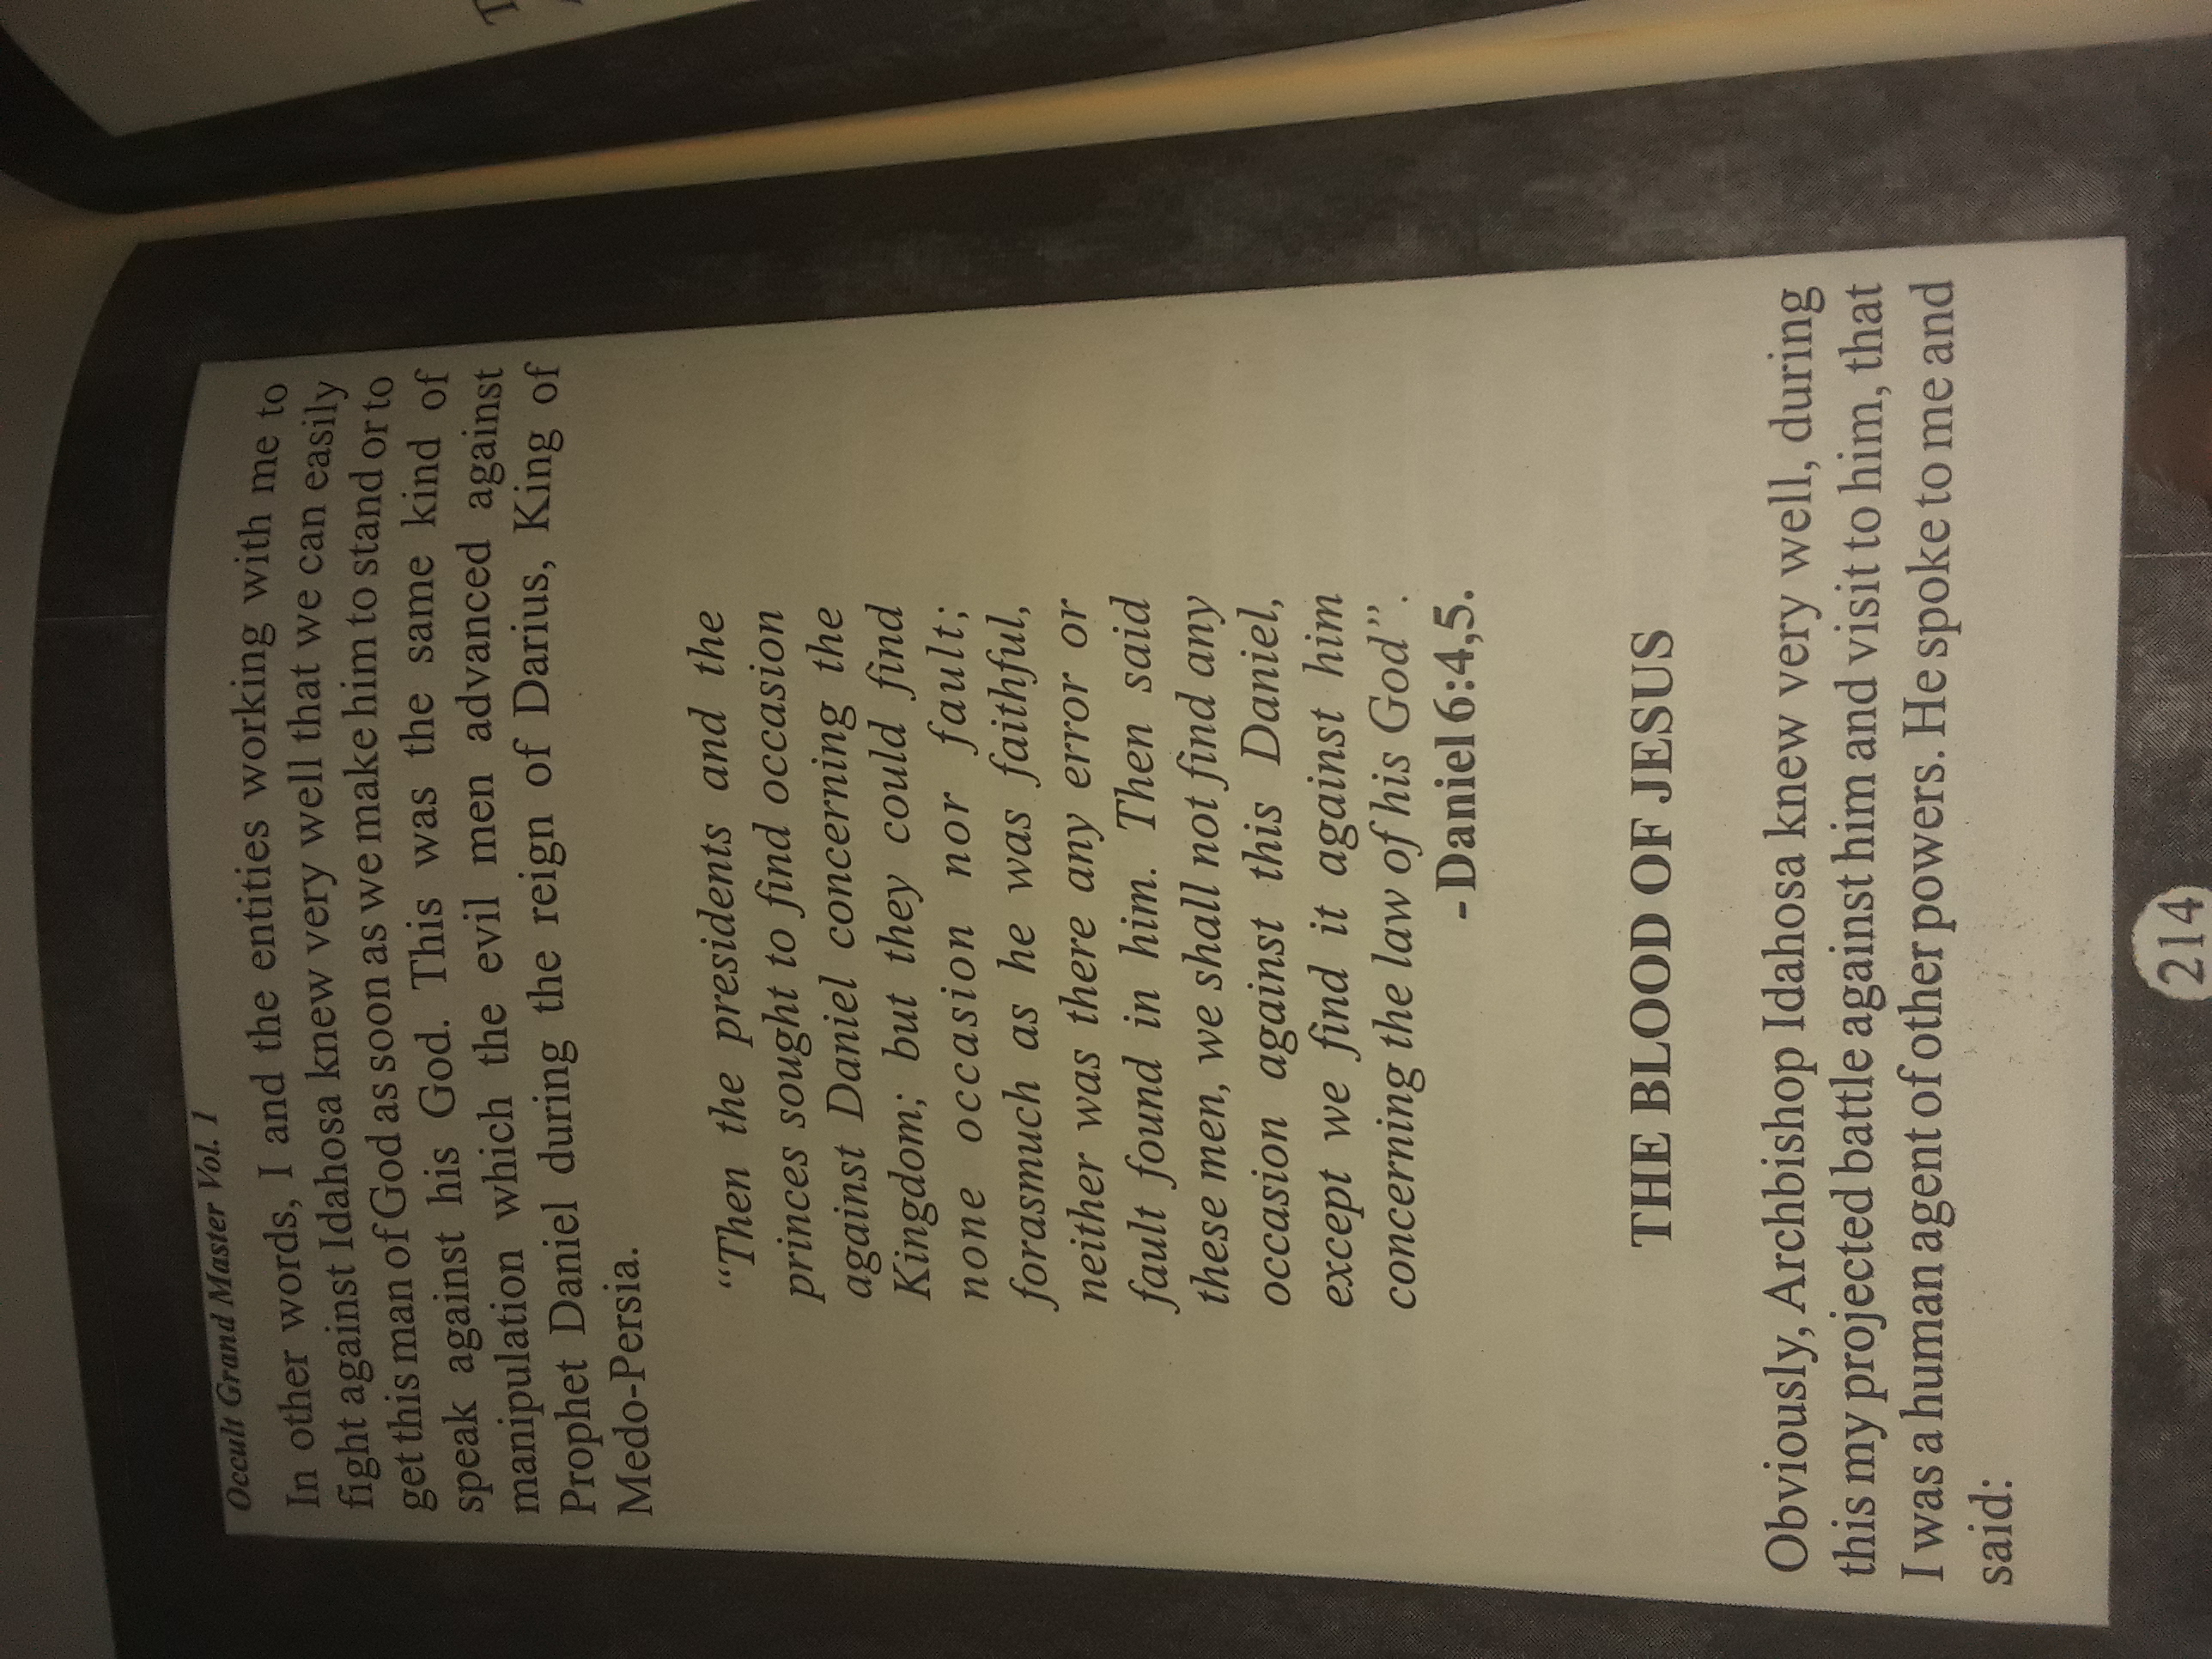 Occult Grand Master Vol. 1
In other words, I and the entities working with me to
fight against Idahosa knew very well that we can easily
get this man of God as soon as we make him to stand or to
speak against his God. This was the same kind of
manipulation which the evil men advanced against
Prophet Daniel during the reign of Darius, King of
Medo-Persia.
“Then the presidents and the
princes sought to find occasion
against Daniel concerning the
Kingdom; but they could find
none occasion nor fault;
forasmuch as he was faithful,
neither was there any error or
fault found in him. Then said
these men, we shall not find any
occasion against this Daniel,
except we find it against him
concerning the law of his God”.
- Daniel 6:4,5.
THE BLOOD OF JESUS
Obviously, Archbishop Idahosa knew very well, during
this my projected battle against him and visit to him, that
I was a human agent of other powers. He spoke to me and
said:
214